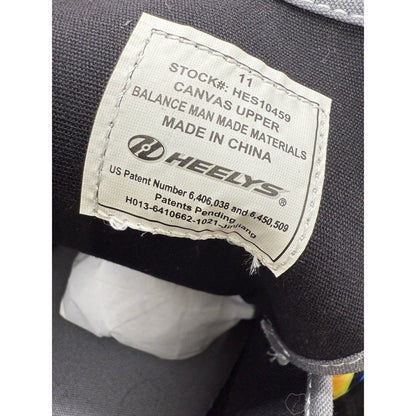 11
STOCK#: HES10459
CANVAS UPPER
BALANCE MAN MADE MATERIALS
MADE IN CHINA
HEELYS®
US Patent Number 6,406,038 and 6,450,509
Patents Pending
H013-6410662-1021-Jinjiang